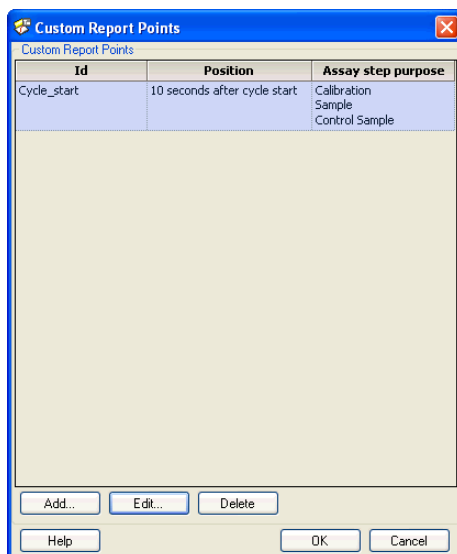 Custom Report Points
Custom Report Points
Id Position Assay step purpose
Cycle_start 10 seconds after cycle start Calibration
Sample
Control Sample
Add... Edit... Delete
Help OK Cancel